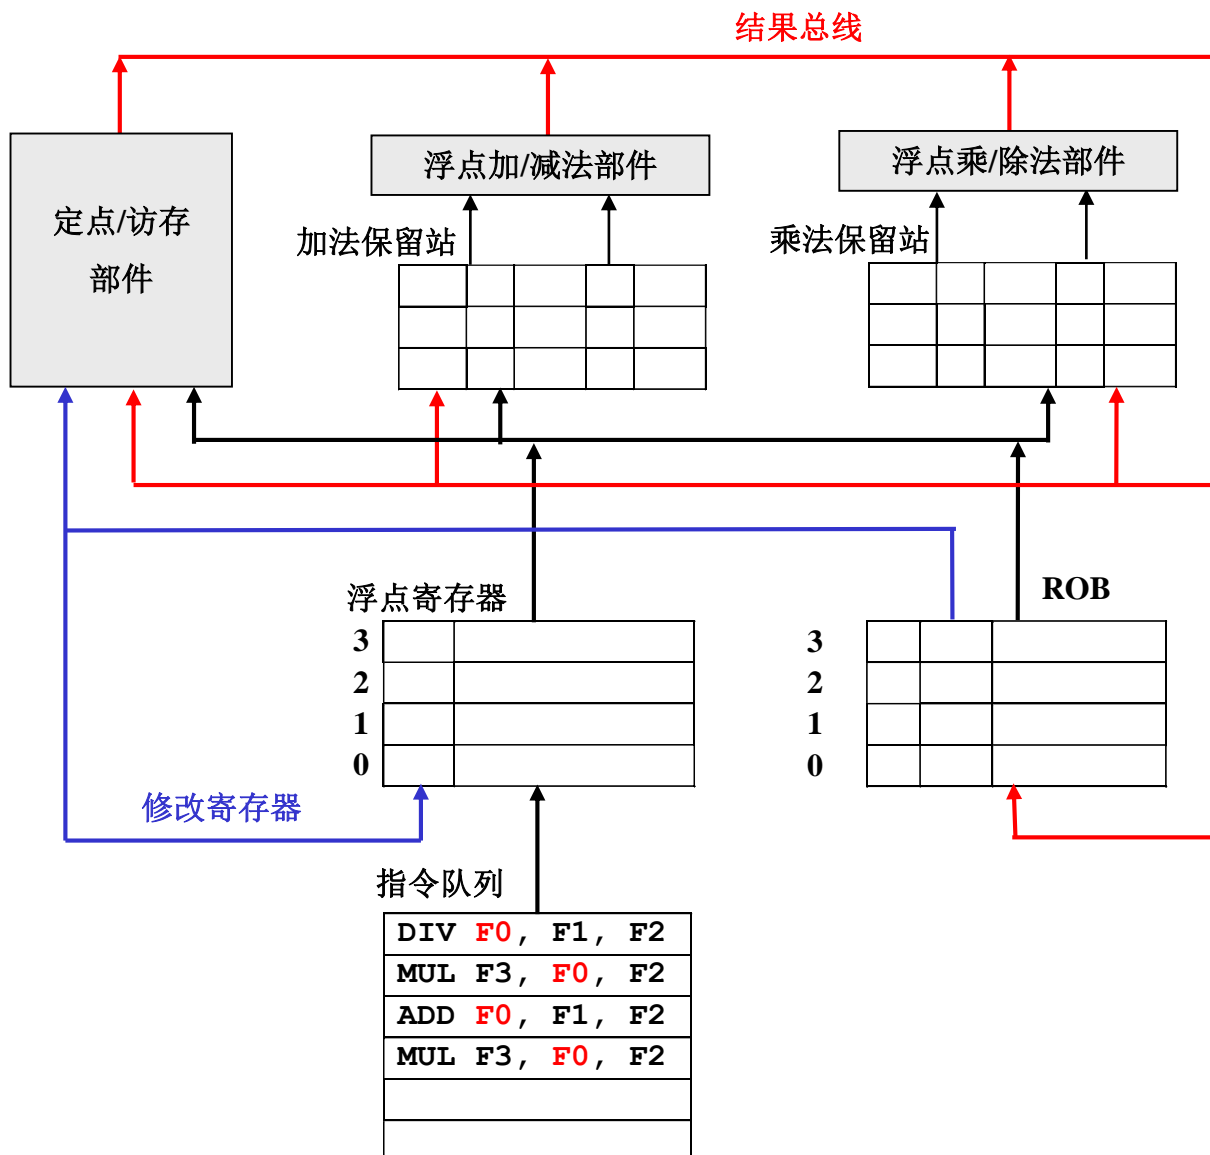 结果总线
定点/访存
部件
浮点加/减法部件
浮点乘/除法部件
加法保留站
乘法保留站
浮点寄存器
3
2
1
0
ROB
3
2
1
0
修改寄存器
指令队列
DIV F0, F1, F2
MUL F3, F0, F2
ADD F0, F1, F2
MUL F3, F0, F2